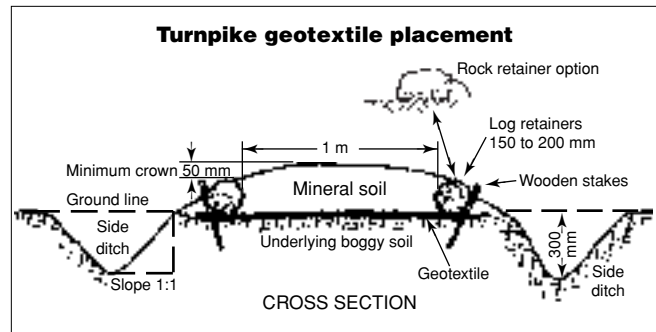 Turnpike geotextile placement
Rock retainer option
Log retainers
150 to 200 mm
1 m
Minimum crown
50 mm
Mineral soil
Wooden stakes
Ground line
Side
ditch
Underlying boggy soil
300
mm
Geotextile
Side
ditch
Slope 1:1
CROSS SECTION